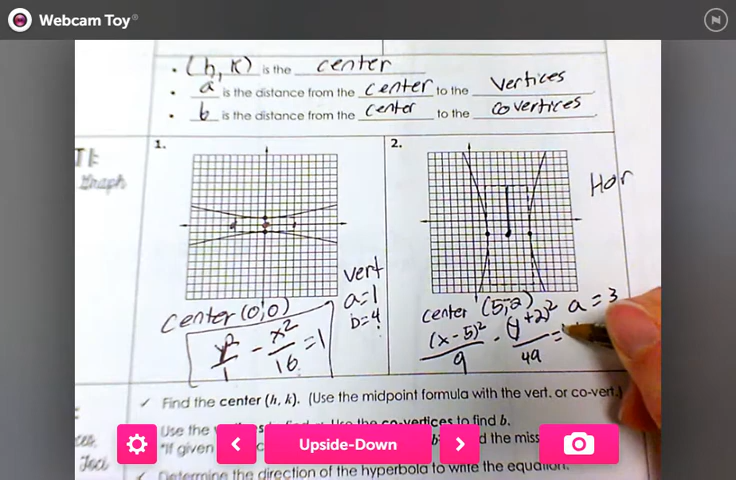 Webcam Toy
• (h, k) is the center
• a is the distance from the center to the vertices.
• b is the distance from the center to the covertices.
1.
2.
Graph
Hor
vert
a=1
b=4
center (0,0)
y²/1 - x²/16 = 1
center (5,-2) a = 3
(x-5)²/9 - (y+2)²/49 =
✓ Find the center (h, k). (Use the midpoint formula with the vert. or co-vert.)
Use the
co-vertices to find b.
*If given
Foci
Upside-Down
✓ Determine the direction of the hyperbola to write the equation.